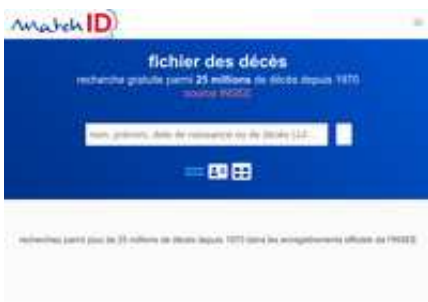 matchID
fichier des décès
recherche gratuite parmi 25 millions de décès depuis 1970
source INSEE
nom, prénom, date de naissance ou de décès (JJ/...
recherchez parmi plus de 25 millions de décès depuis 1970 dans les enregistrements officiels de l'INSEE